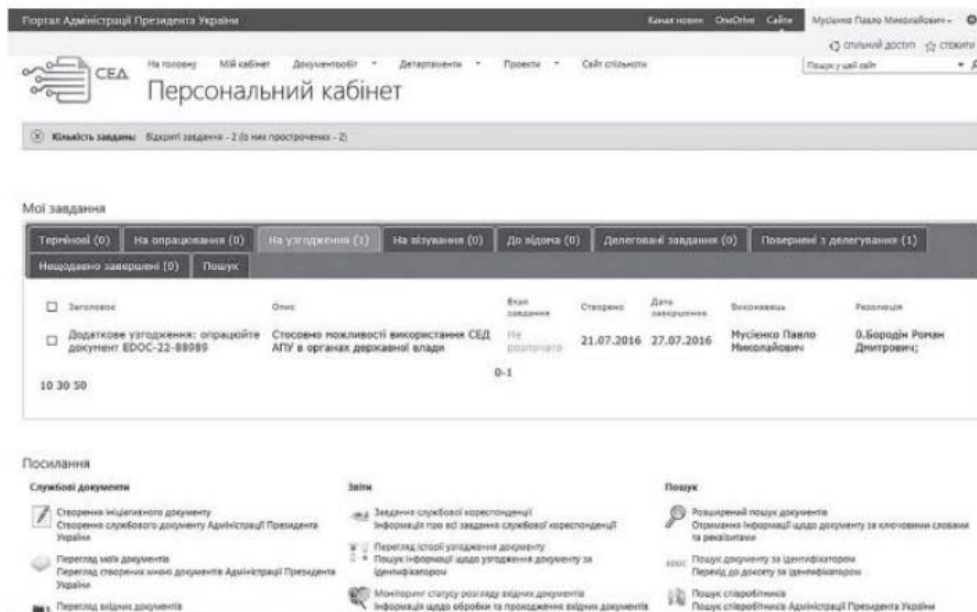 Портал Адміністрації Президента України
Канал новин OneDrive Сайти Мусієнко Павло Миколайович
СПІЛЬНИЙ ДОСТУП СТЕЖИТИ
СЕД На головну Мій кабінет Документообіг Департаменти Проекти Сайт спільноти Пошук у цей сайт
Персональний кабінет
Кількість завдань: Відкриті завдання - 2 (із них прострочених - 2)
Мої завдання
Термінові (0) На опрацювання (0) На узгодження (1) На візування (0) До відома (0) Делеговані завдання (0) Повернені з делегування (1)
Нещодавно завершені (0) Пошук
Заголовок Опис Етап завдання Створено Дата завершення Виконавець Резолюція
Додаткове узгодження: опрацюйте Стосовно можливості використання СЕД Не 21.07.2016 27.07.2016 Мусієнко Павло 0.Бородін Роман
документ EDOC-22-88989 АПУ в органах державної влади розпочато Миколайович Дмитрович;
0-1
10 30 50
Посилання
Службові документи Звіти Пошук
Створення ініціативного документу Завдання службової кореспонденції Розширений пошук документів
Створення службового документу Адміністрації Президента України Інформація про всі завдання службової кореспонденції Отримання інформації щодо документу за ключовими словами та реквізитами
Перегляд моїх документів Перегляд історії узгодження документу Пошук документу за ідентифікатором
Перегляд створених мною документів Адміністрації Президента України Пошук інформації щодо узгодження документу за ідентифікатором Перехід до доксету за ідентифікатором
Перегляд вхідних документів Моніторинг статусу розгляду вхідних документів Пошук співробітників
Інформація щодо обробки та проходження вхідних документів Пошук співробітників Адміністрації Президента України